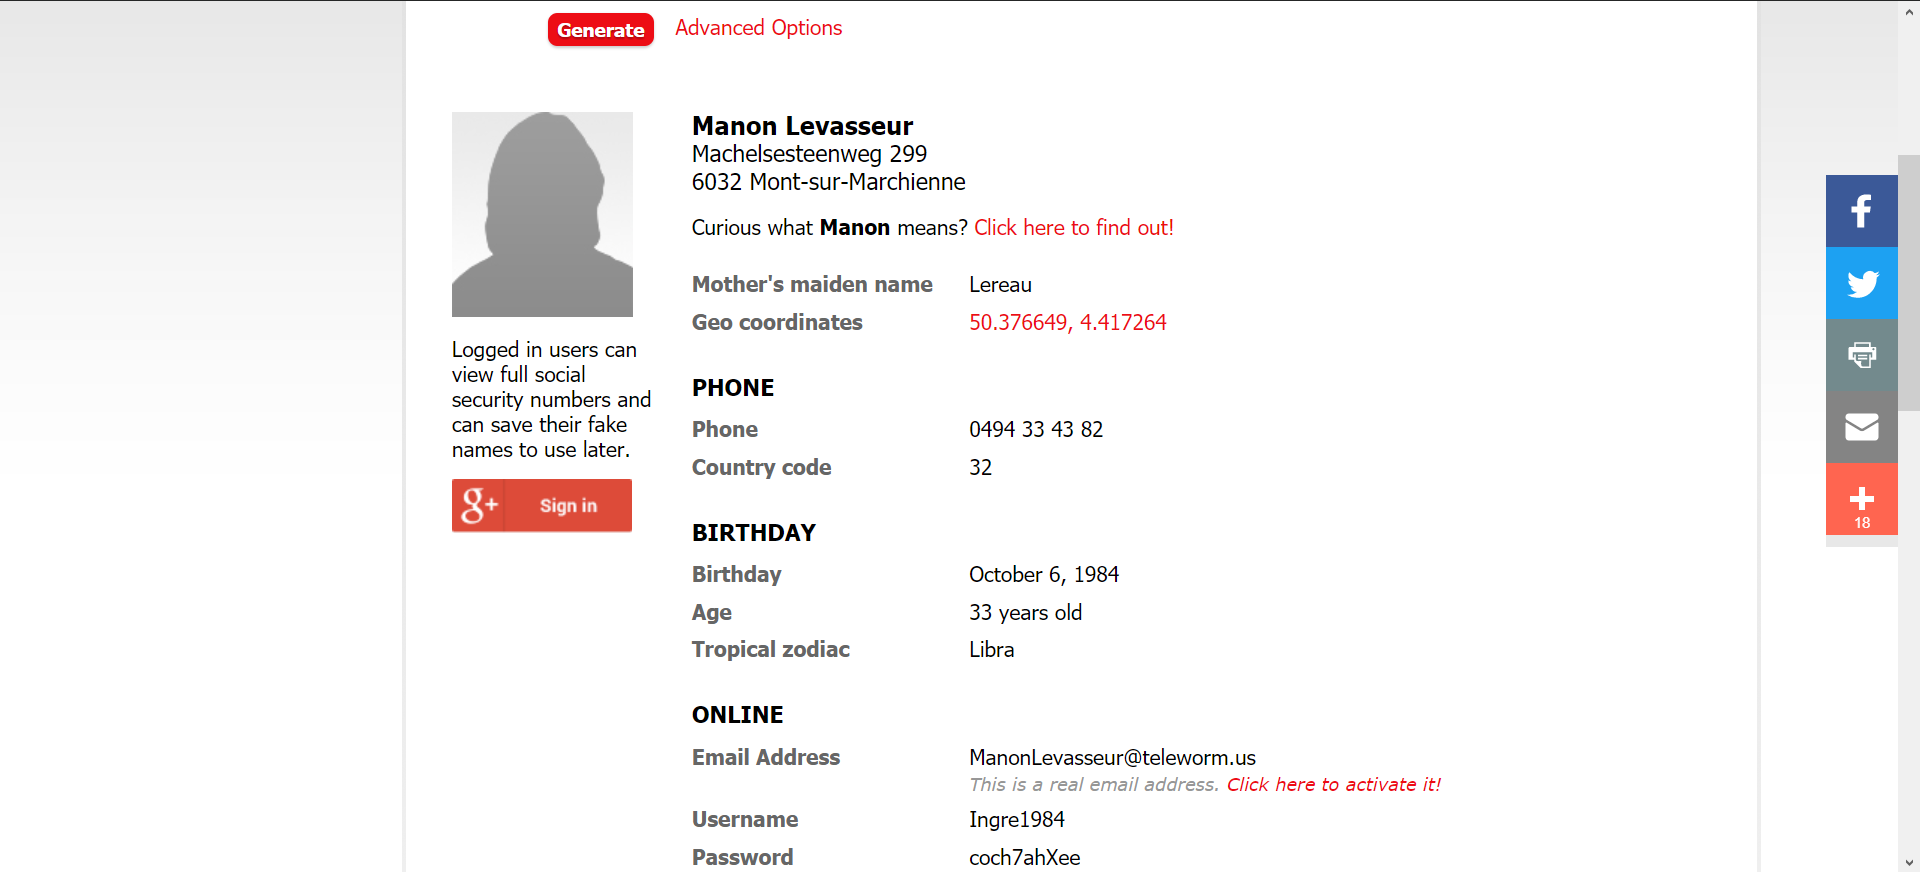 Generate Advanced Options
Manon Levasseur
Machelsesteenweg 299
6032 Mont-sur-Marchienne
Curious what Manon means? Click here to find out!
Mother's maiden name Lereau
Geo coordinates 50.376649, 4.417264
Logged in users can
view full social
security numbers and
can save their fake
names to use later.
g+ Sign in
PHONE
Phone 0494 33 43 82
Country code 32
BIRTHDAY
Birthday October 6, 1984
Age 33 years old
Tropical zodiac Libra
ONLINE
Email Address ManonLevasseur@teleworm.us
This is a real email address. Click here to activate it!
Username Ingre1984
Password coch7ahXee
18